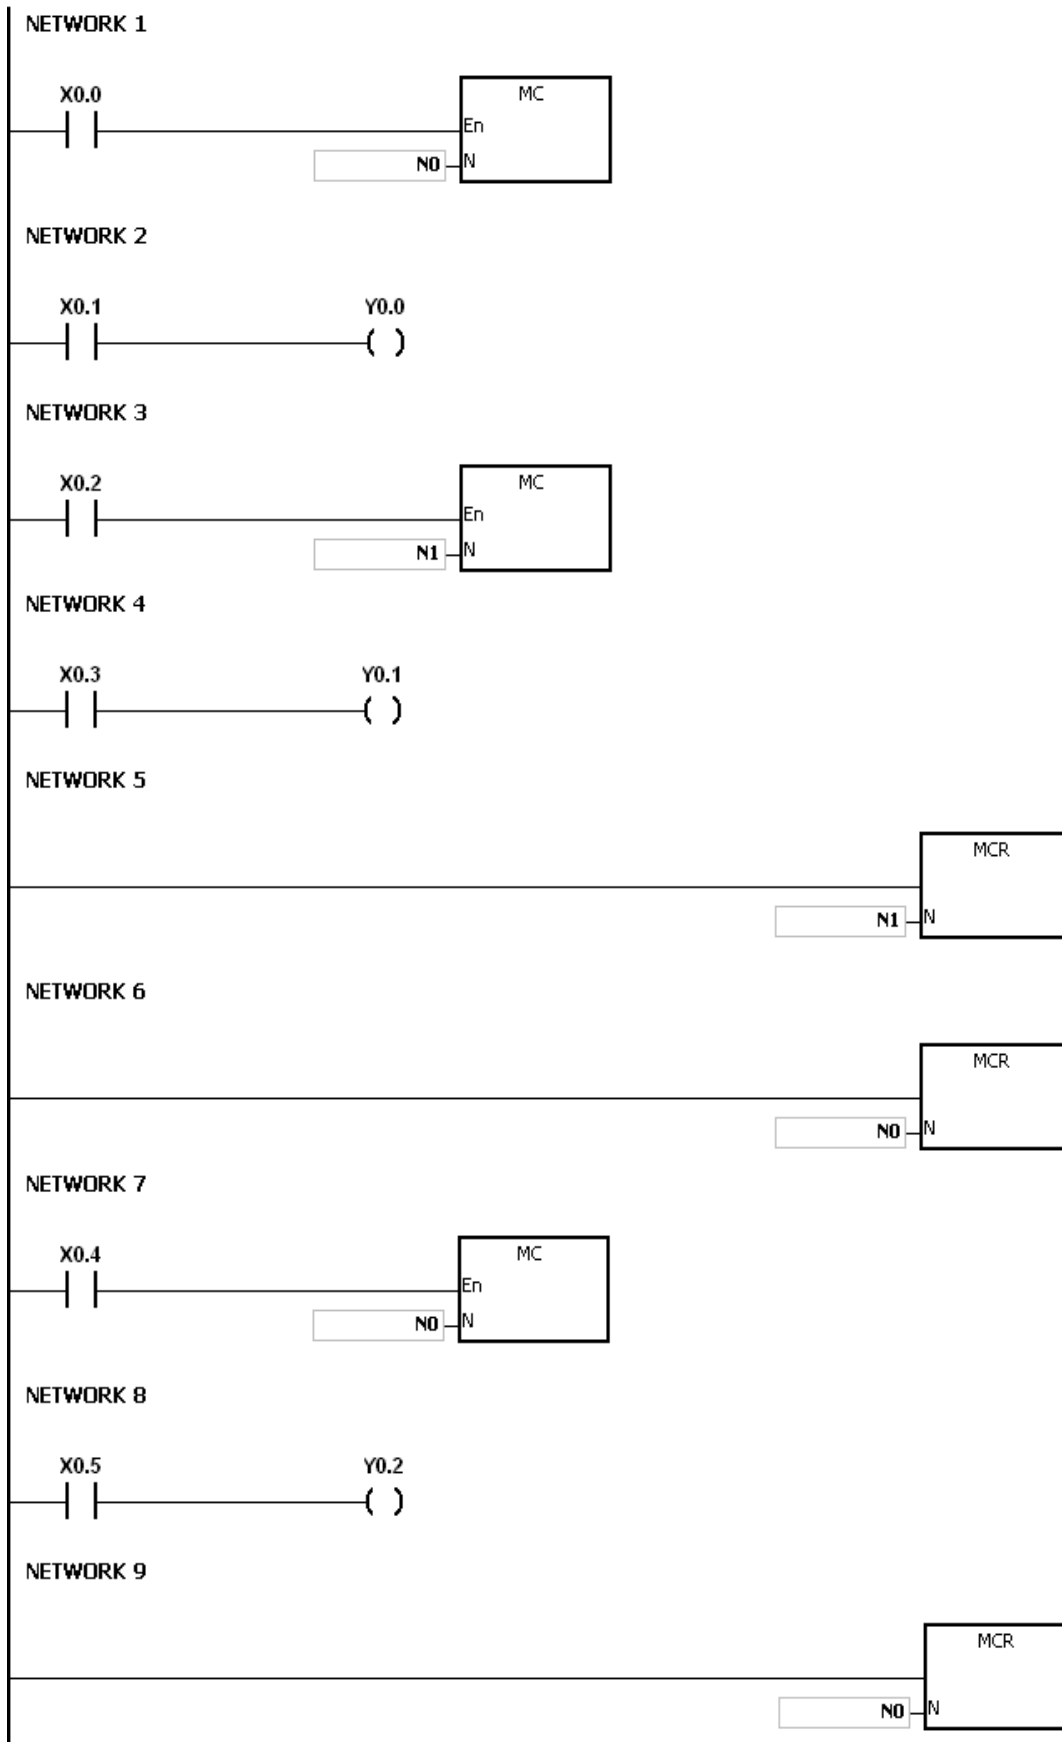 NETWORK 1
X0.0
MC
En
N0 N
NETWORK 2
X0.1 Y0.0
NETWORK 3
X0.2
MC
En
N1 N
NETWORK 4
X0.3 Y0.1
NETWORK 5
MCR
N1 N
NETWORK 6
MCR
N0 N
NETWORK 7
X0.4
MC
En
N0 N
NETWORK 8
X0.5 Y0.2
NETWORK 9
MCR
N0 N